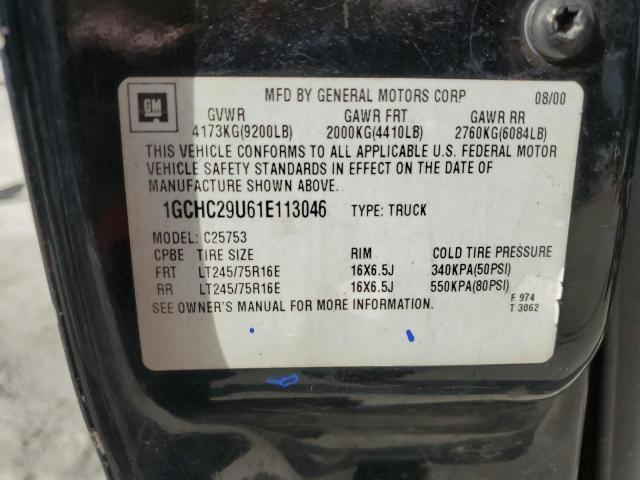 GM
MFD BY GENERAL MOTORS CORP 08/00
GVWR GAWR FRT GAWR RR
4173KG(9200LB) 2000KG(4410LB) 2760KG(6084LB)
THIS VEHICLE CONFORMS TO ALL APPLICABLE U.S. FEDERAL MOTOR
VEHICLE SAFETY STANDARDS IN EFFECT ON THE DATE OF
MANUFACTURE SHOWN ABOVE.
1GCHC29U61E113046 TYPE: TRUCK
MODEL: C25753
CPBE TIRE SIZE RIM COLD TIRE PRESSURE
FRT LT245/75R16E 16X6.5J 340KPA(50PSI)
RR LT245/75R16E 16X6.5J 550KPA(80PSI)
SEE OWNER'S MANUAL FOR MORE INFORMATION.
F 974
T 3062